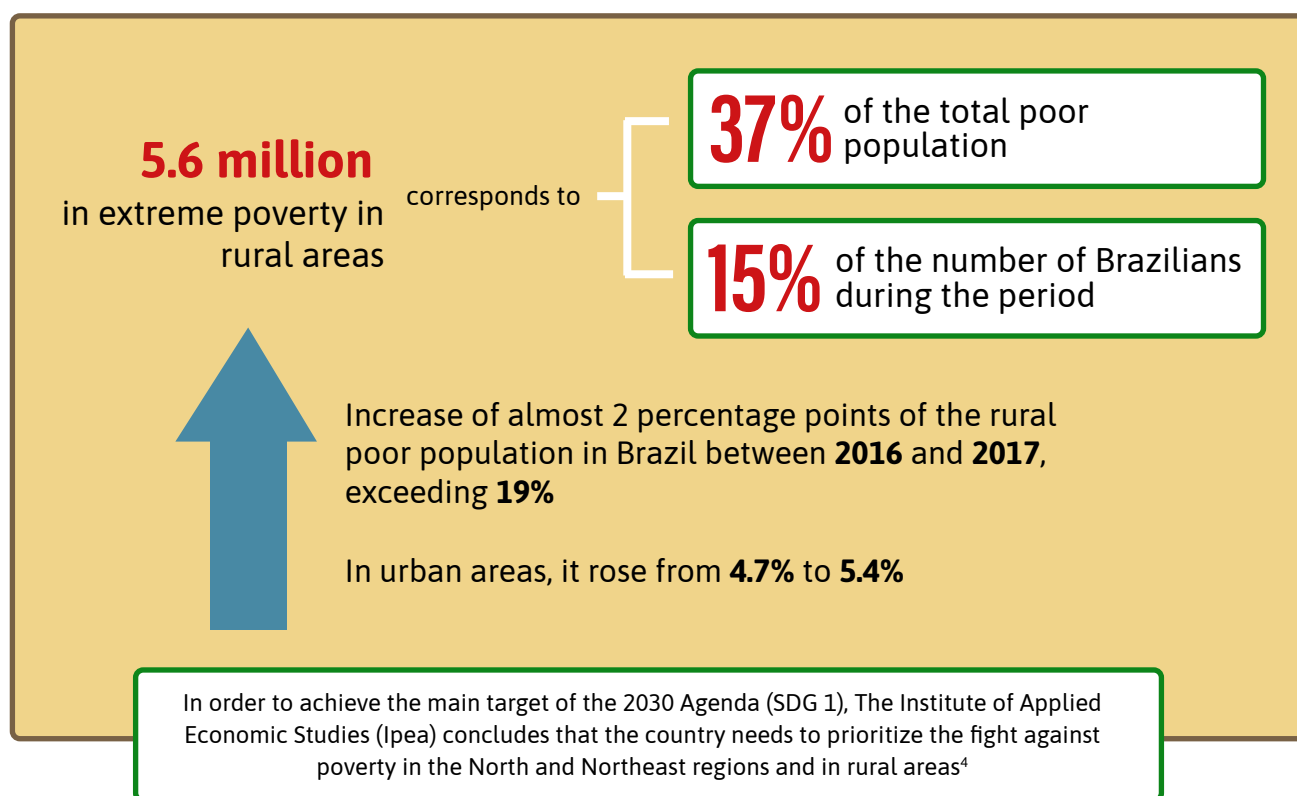 5.6 million
in extreme poverty in
rural areas
corresponds to
37% of the total poor
population
15% of the number of Brazilians
during the period
Increase of almost 2 percentage points of the rural
poor population in Brazil between 2016 and 2017,
exceeding 19%
In urban areas, it rose from 4.7% to 5.4%
In order to achieve the main target of the 2030 Agenda (SDG 1), The Institute of Applied
Economic Studies (Ipea) concludes that the country needs to prioritize the fight against
poverty in the North and Northeast regions and in rural areas⁴